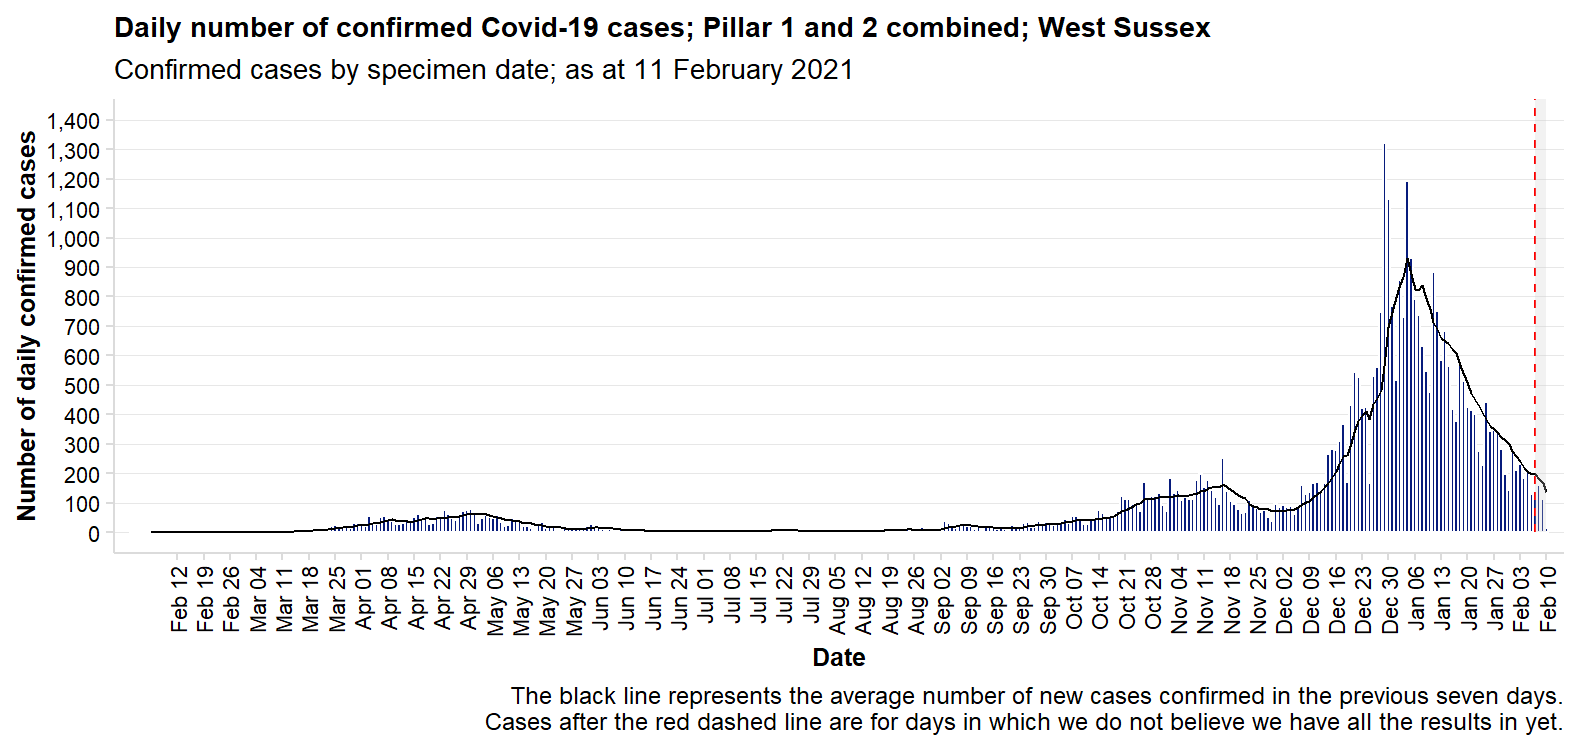 Daily number of confirmed Covid-19 cases; Pillar 1 and 2 combined; West Sussex
Confirmed cases by specimen date; as at 11 February 2021
Number of daily confirmed cases
1,400
1,300
1,200
1,100
1,000
900
800
700
600
500
400
300
200
100
0
Feb 12
Feb 19
Feb 26
Mar 04
Mar 11
Mar 18
Mar 25
Apr 01
Apr 08
Apr 15
Apr 22
Apr 29
May 06
May 13
May 20
May 27
Jun 03
Jun 10
Jun 17
Jun 24
Jul 01
Jul 08
Jul 15
Jul 22
Jul 29
Aug 05
Aug 12
Aug 19
Aug 26
Sep 02
Sep 09
Sep 16
Sep 23
Sep 30
Oct 07
Oct 14
Oct 21
Oct 28
Nov 04
Nov 11
Nov 18
Nov 25
Dec 02
Dec 09
Dec 16
Dec 23
Dec 30
Jan 06
Jan 13
Jan 20
Jan 27
Feb 03
Feb 10
Date
The black line represents the average number of new cases confirmed in the previous seven days.
Cases after the red dashed line are for days in which we do not believe we have all the results in yet.